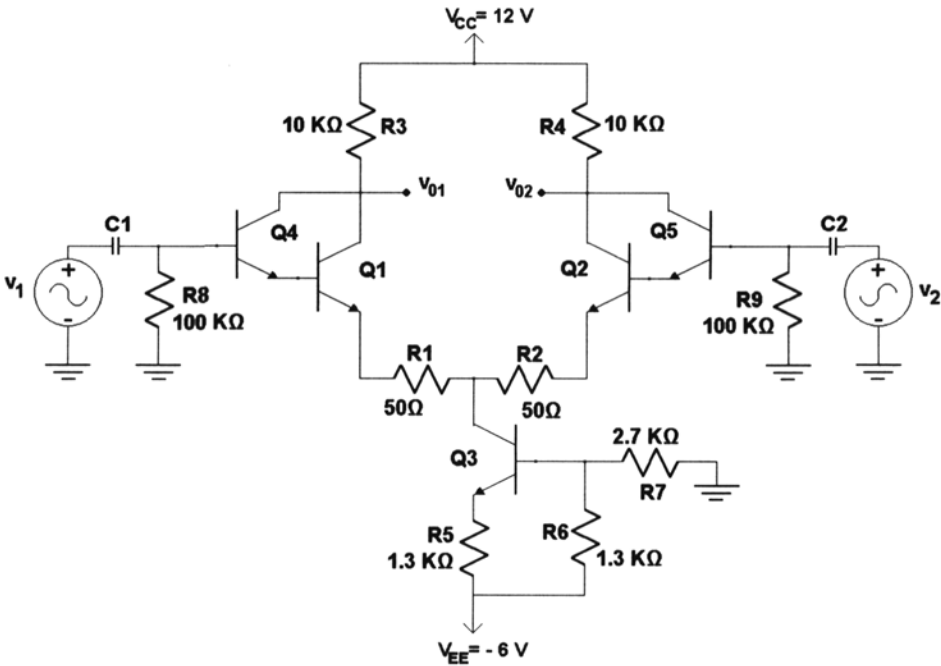 V_CC = 12 V
10 KΩ R3
R4 10 KΩ
v01
v02
C1
Q4
Q5
C2
Q1
Q2
v1
R8
100 KΩ
R9
100 KΩ
v2
R1
R2
50Ω
50Ω
2.7 KΩ
Q3
R7
R5
1.3 KΩ
R6
1.3 KΩ
V_EE = - 6 V